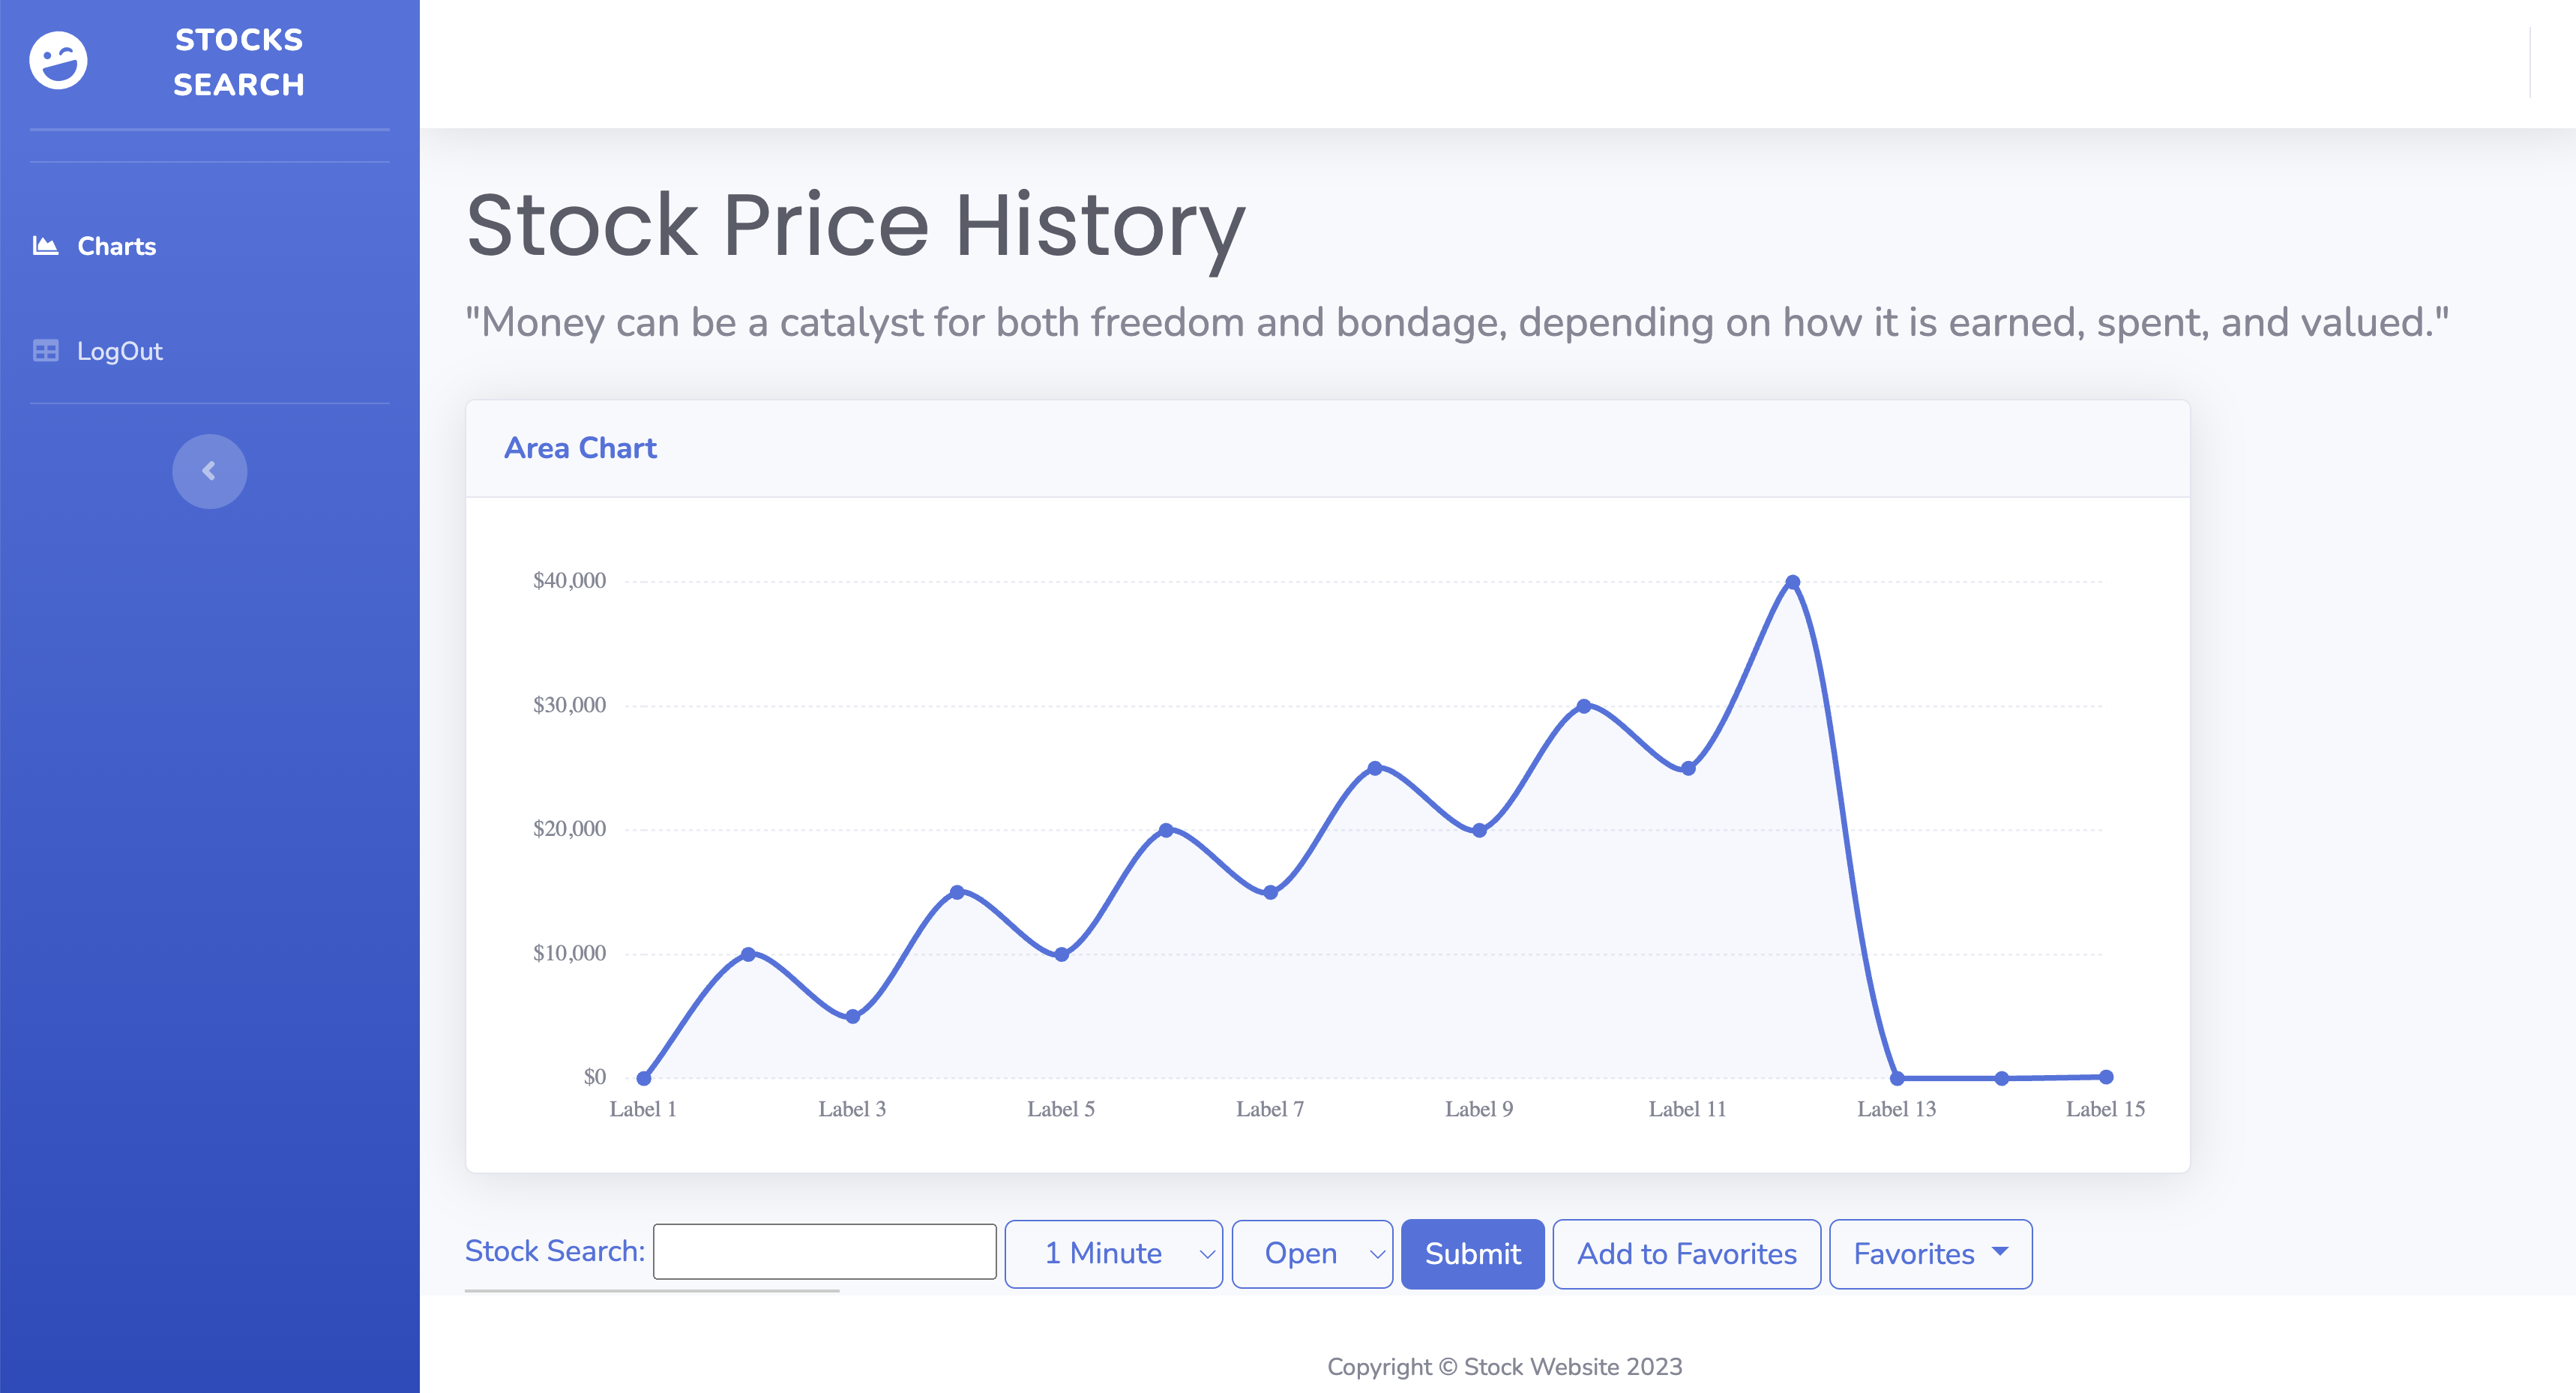 STOCKS
SEARCH
Charts
LogOut
Stock Price History
"Money can be a catalyst for both freedom and bondage, depending on how it is earned, spent, and valued."
Area Chart
$40,000
$30,000
$20,000
$10,000
$0
Label 1 Label 3 Label 5 Label 7 Label 9 Label 11 Label 13 Label 15
Stock Search: 1 Minute Open Submit Add to Favorites Favorites
Copyright © Stock Website 2023